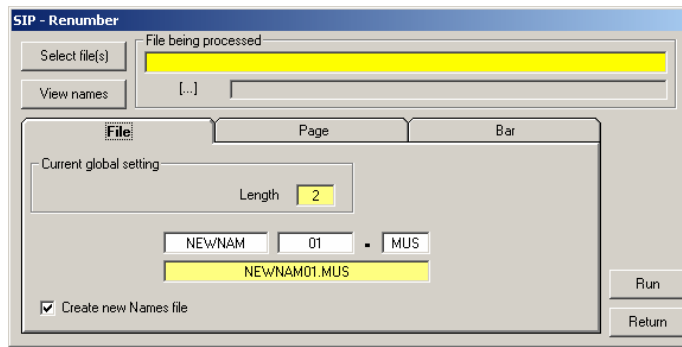 SIP - Renumber
Select file(s)
File being processed
View names
[...]
File
Page
Bar
Current global setting
Length 2
NEWNAM 01 . MUS
NEWNAM01.MUS
Create new Names file
Run
Return